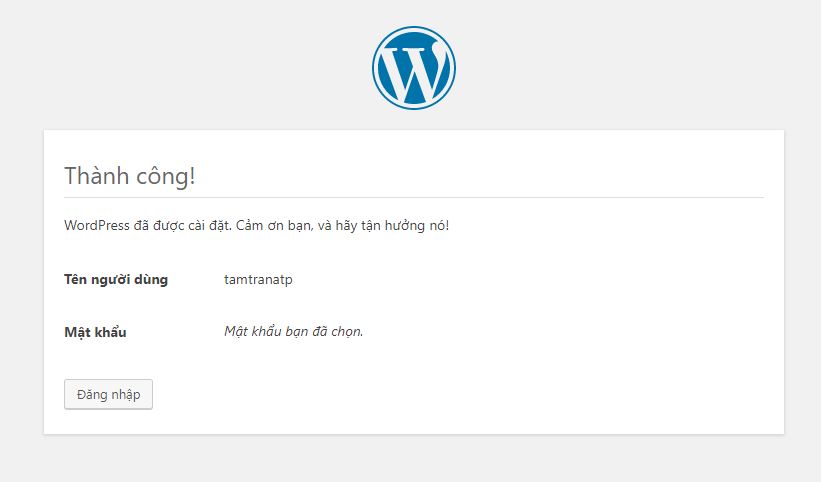 Thành công!
WordPress đã được cài đặt. Cảm ơn bạn, và hãy tận hưởng nó!
Tên người dùng tamtranatp
Mật khẩu Mật khẩu bạn đã chọn.
Đăng nhập